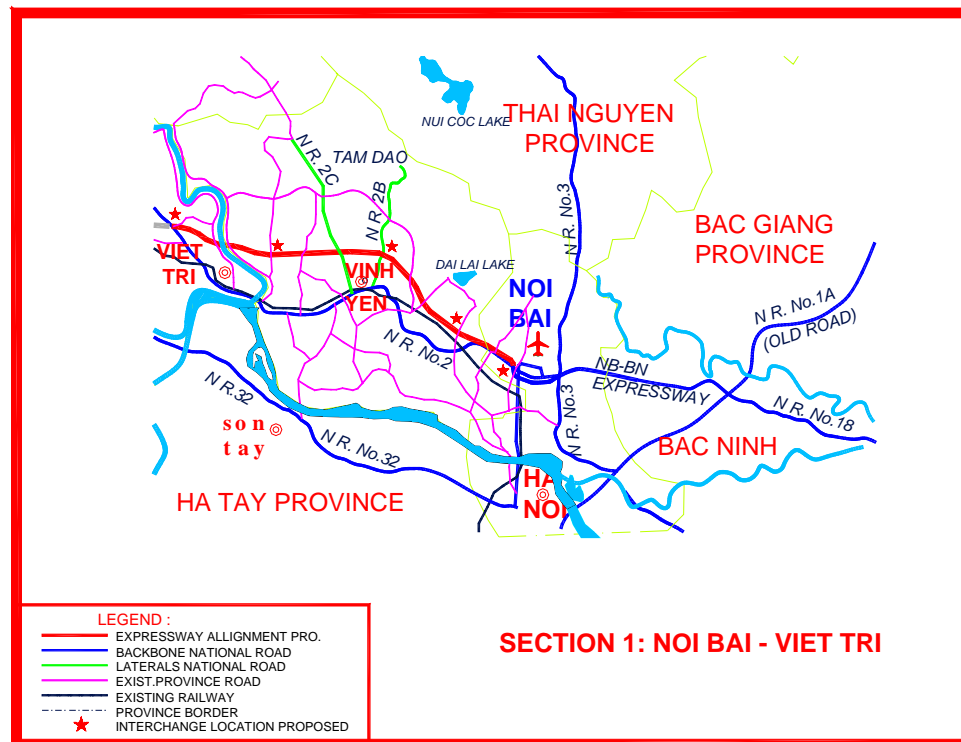 NUI COC LAKE
THAI NGUYEN
PROVINCE
N R. 2C
TAM DAO
N R 2B
N R. No.3
BAC GIANG
PROVINCE
VIET
TRI
VINH
YEN
DAI LAI LAKE
NOI
BAI
N R. No.1A
(OLD ROAD)
N R. No.2
NB-BN
EXPRESSWAY
N R.32
N R. No.3
N R. No.18
son
tay
N R. No.32
BAC NINH
HA TAY PROVINCE
HA
NOI
LEGEND :
EXPRESSWAY ALLIGNMENT PRO.
BACKBONE NATIONAL ROAD
LATERALS NATIONAL ROAD
EXIST.PROVINCE ROAD
EXISTING RAILWAY
PROVINCE BORDER
INTERCHANGE LOCATION PROPOSED
SECTION 1: NOI BAI - VIET TRI